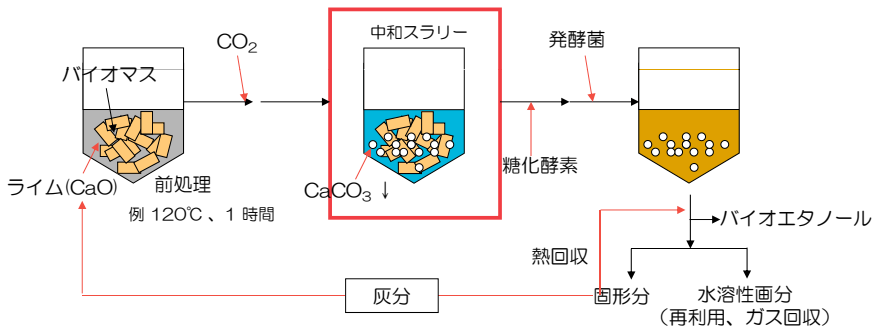 CO₂
中和スラリー
発酵菌
バイオマス
糖化酵素
ライム(CaO)
前処理
例 120℃、1 時間
CaCO₃ ↓
バイオエタノール
熱回収
灰分
固形分
水溶性画分
（再利用、ガス回収）